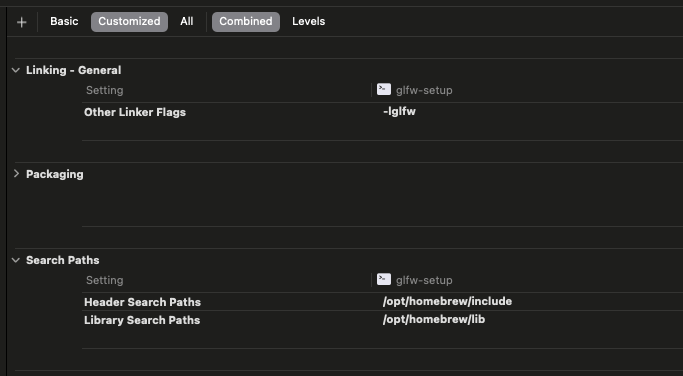 + Basic Customized All Combined Levels
Linking - General
Setting glfw-setup
Other Linker Flags -lglfw
Packaging
Search Paths
Setting glfw-setup
Header Search Paths /opt/homebrew/include
Library Search Paths /opt/homebrew/lib